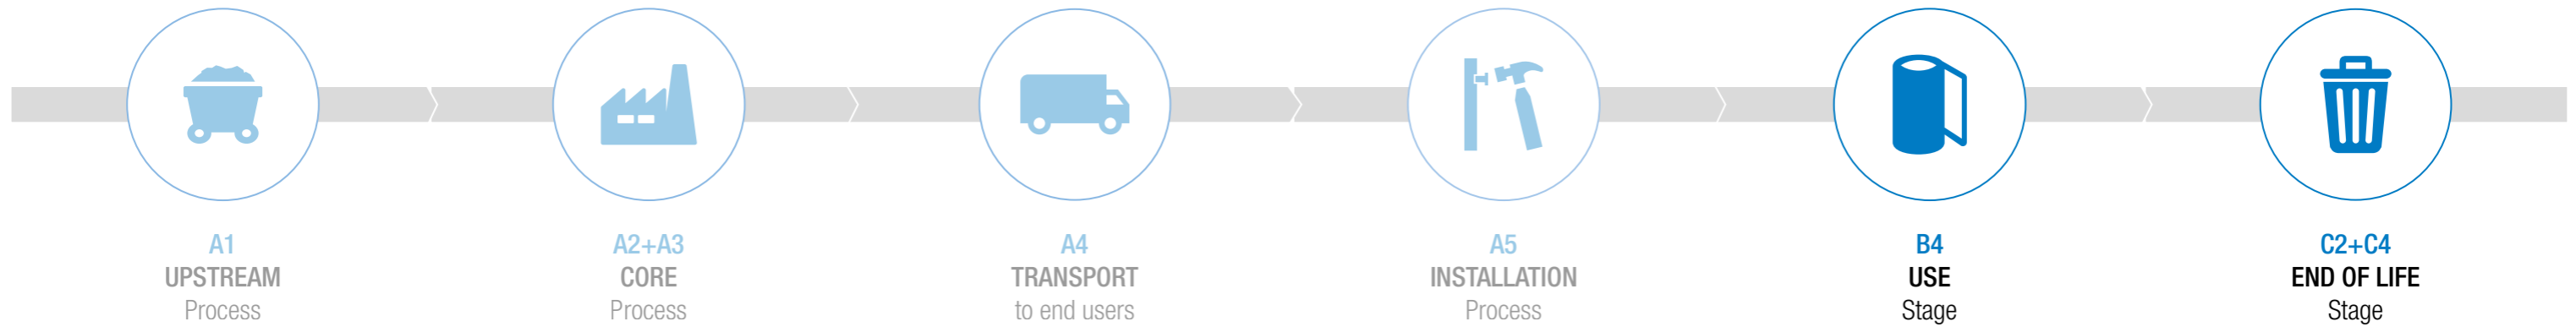 A1
UPSTREAM
Process
A2+A3
CORE
Process
A4
TRANSPORT
to end users
A5
INSTALLATION
Process
B4
USE
Stage
C2+C4
END OF LIFE
Stage